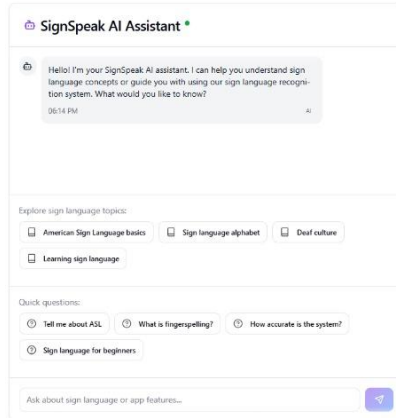 SignSpeak AI Assistant
Hello! I'm your SignSpeak AI assistant. I can help you understand sign
language concepts or guide you with using our sign language recogni-
tion system. What would you like to know?
06:14 PM AI
Explore sign language topics:
American Sign Language basics Sign language alphabet Deaf culture
Learning sign language
Quick questions:
Tell me about ASL What is fingerspelling? How accurate is the system?
Sign language for beginners
Ask about sign language or app features...